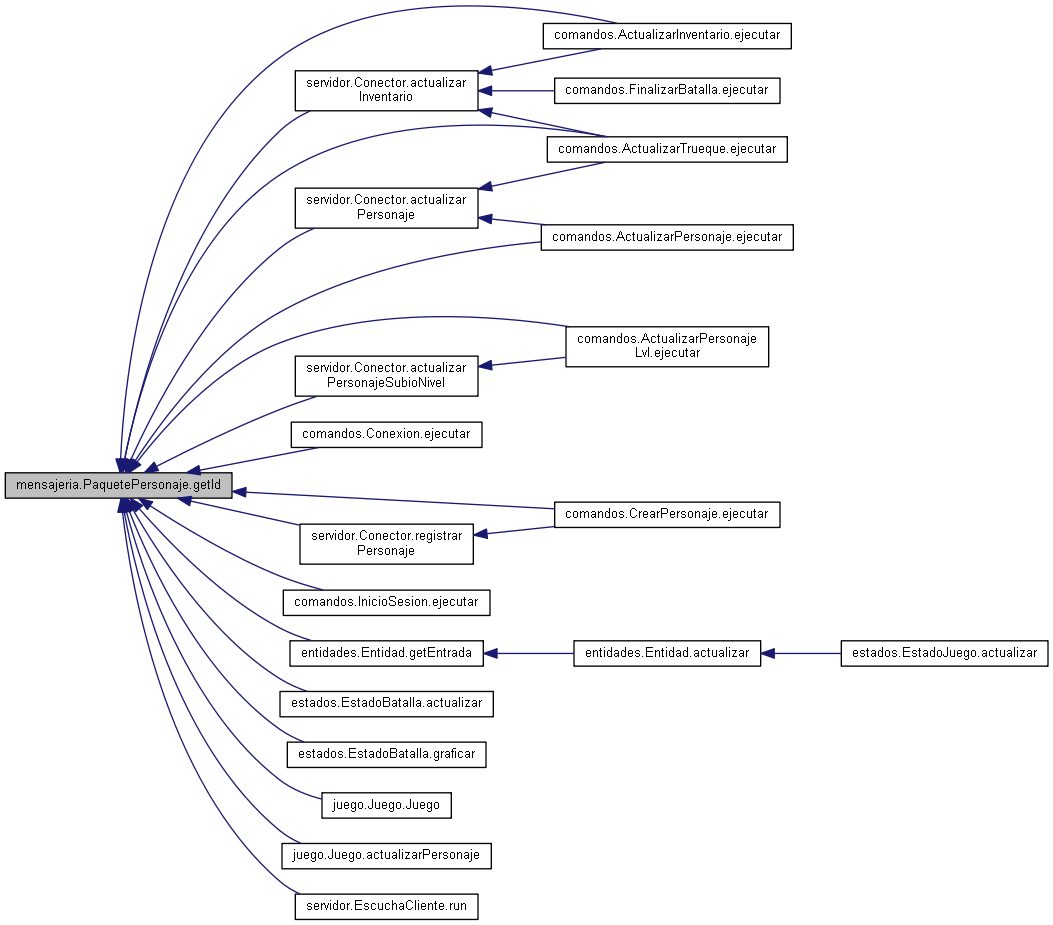 comandos.ActualizarInventario.ejecutar
servidor.Conector.actualizar
Inventario
comandos.FinalizarBatalla.ejecutar
comandos.ActualizarTrueque.ejecutar
servidor.Conector.actualizar
Personaje
comandos.ActualizarPersonaje.ejecutar
comandos.ActualizarPersonaje
Lvl.ejecutar
servidor.Conector.actualizar
PersonajeSubioNivel
comandos.Conexion.ejecutar
mensajeria.PaquetePersonaje.getId
comandos.CrearPersonaje.ejecutar
servidor.Conector.registrar
Personaje
comandos.InicioSesion.ejecutar
entidades.Entidad.getEntrada
entidades.Entidad.actualizar
estados.EstadoJuego.actualizar
estados.EstadoBatalla.actualizar
estados.EstadoBatalla.graficar
juego.Juego.Juego
juego.Juego.actualizarPersonaje
servidor.EscuchaCliente.run